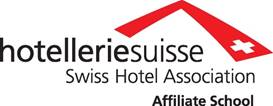 hotelleriesuisse
Swiss Hotel Association
Affiliate School